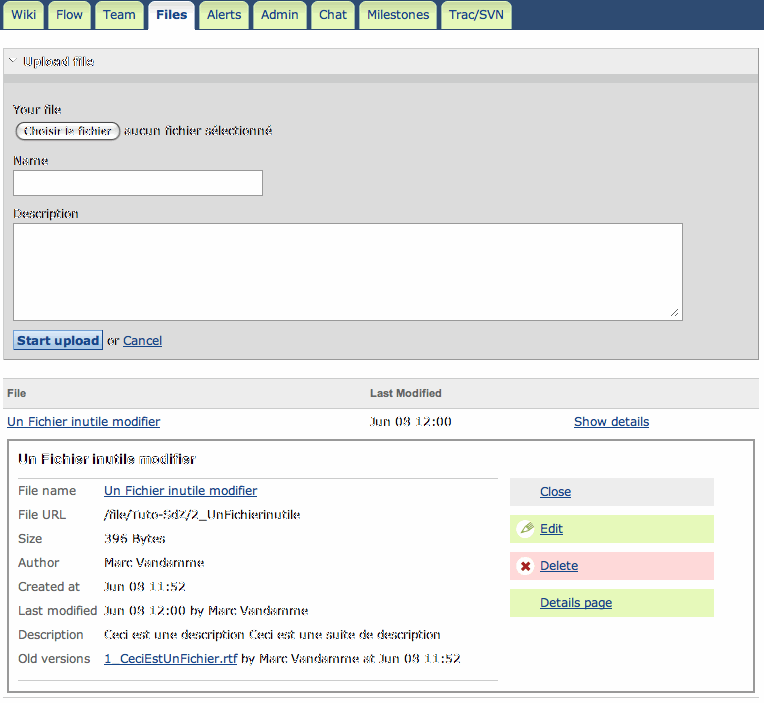 Wiki Flow Team Files Alerts Admin Chat Milestones Trac/SVN
Upload file
Your file
Choisir le fichier aucun fichier sélectionné
Name
Description
Start upload or Cancel
File Last Modified
Un Fichier inutile modifier Jun 08 12:00 Show details
Un Fichier inutile modifier
File name Un Fichier inutile modifier
Close
File URL /file/Tuto-SdZ/2_UnFichierinutile
Edit
Size 396 Bytes
Author Marc Vandamme
Delete
Created at Jun 08 11:52
Details page
Last modified Jun 08 12:00 by Marc Vandamme
Description Ceci est une description Ceci est une suite de description
Old versions 1_CeciEstUnFichier.rtf by Marc Vandamme at Jun 08 11:52